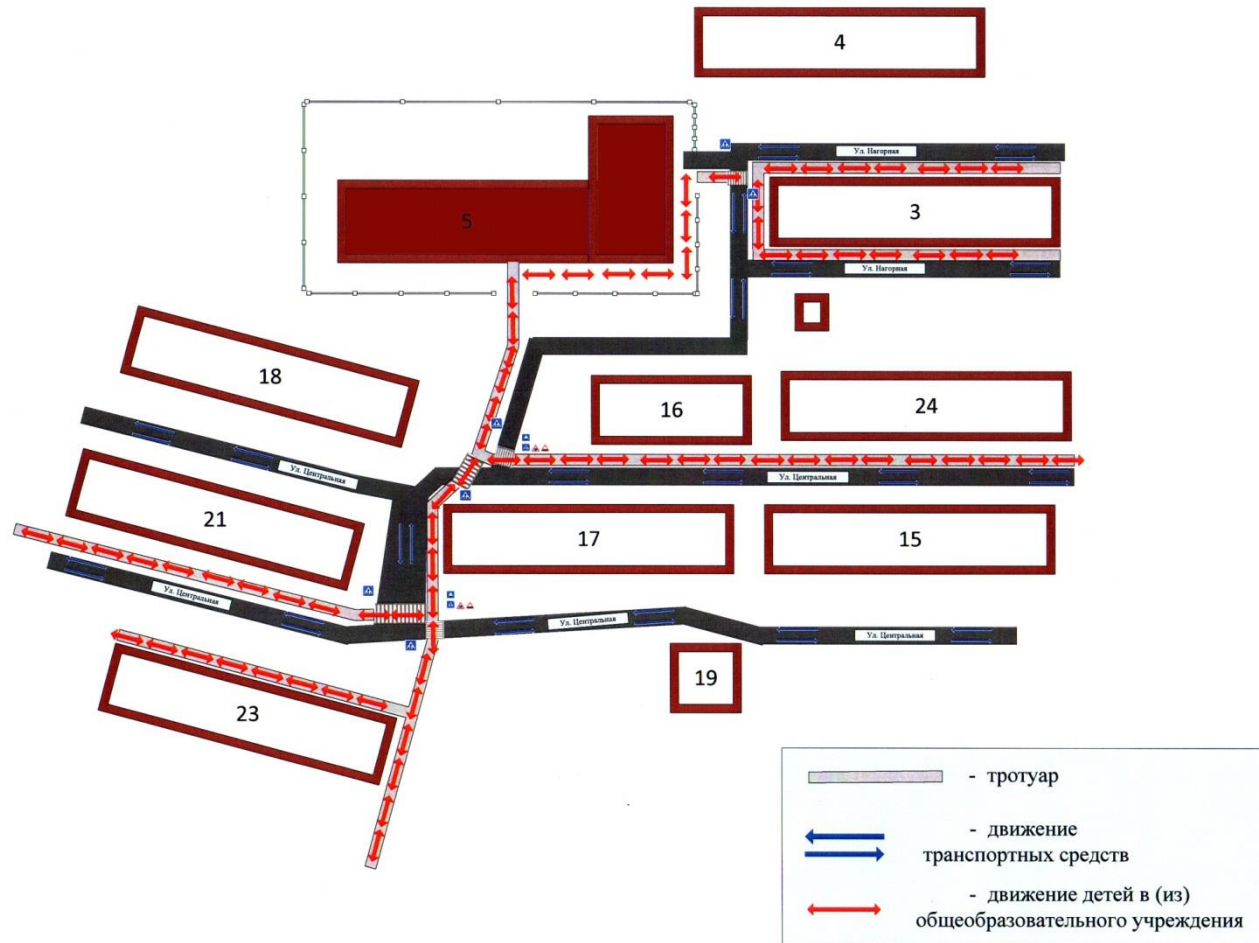 4
Ул. Нагорная
3
5
Ул. Нагорная
18
16
24
Ул. Центральная
Ул. Центральная
21
17
15
Ул. Центральная
Ул. Центральная
Ул. Центральная
19
23
- тротуар
- движение
транспортных средств
- движение детей в (из)
общеобразовательного учреждения